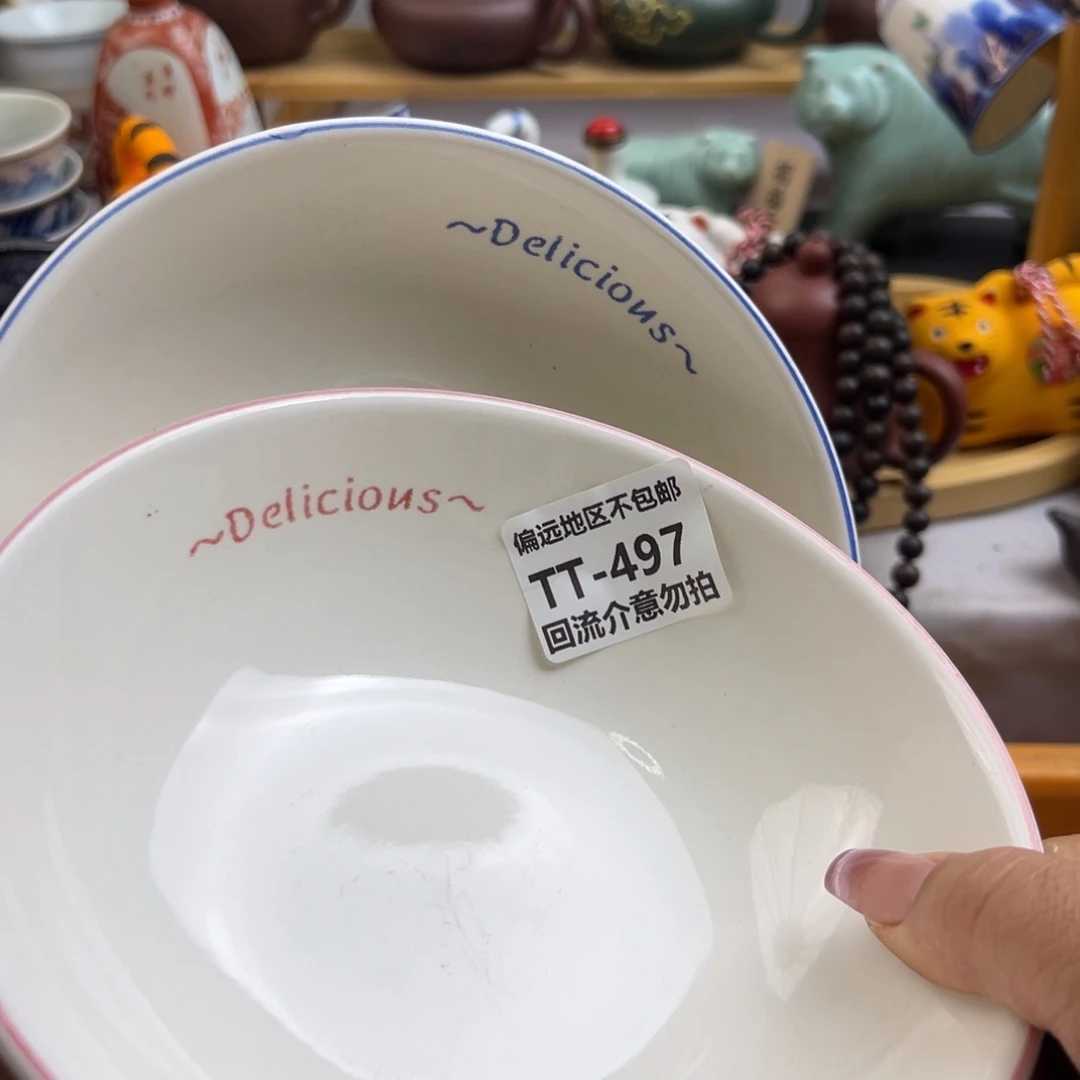 ~Delicious~
~Delicious~
偏远地区不包邮
TT-497
回流介意勿拍